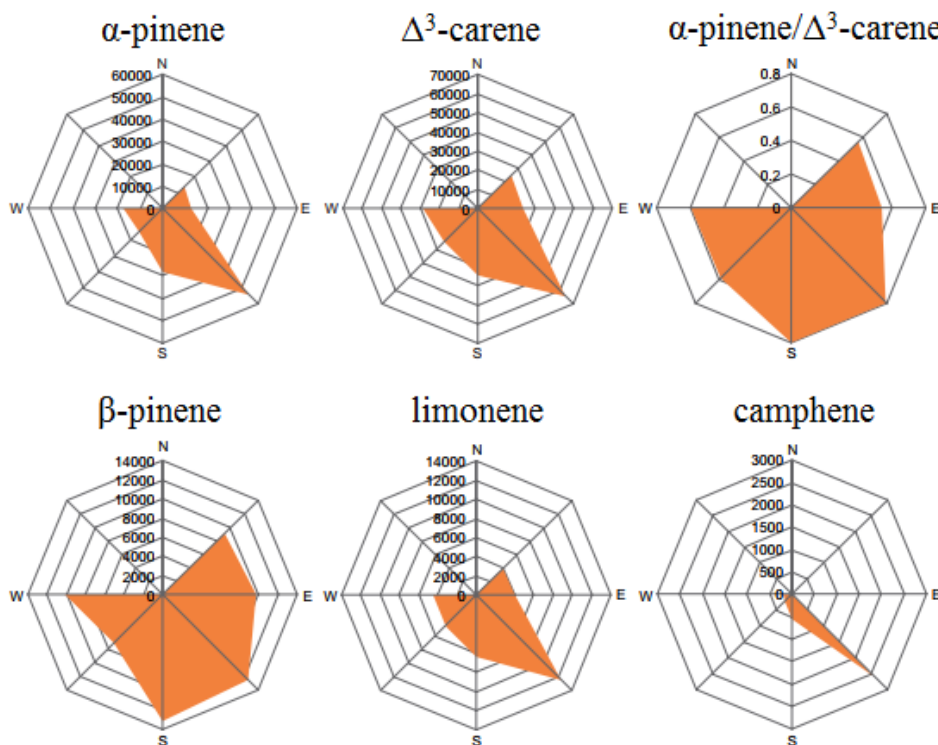 α-pinene
N
60000
50000
40000
30000
20000
10000
0
W
E
S
Δ³-carene
N
70000
60000
50000
40000
30000
20000
10000
0
W
E
S
α-pinene/Δ³-carene
N
0.8
0.6
0.4
0.2
0
W
E
S
β-pinene
N
14000
12000
10000
8000
6000
4000
2000
0
W
E
S
limonene
N
14000
12000
10000
8000
6000
4000
2000
0
W
E
S
camphene
N
3000
2500
2000
1500
1000
500
0
W
E
S